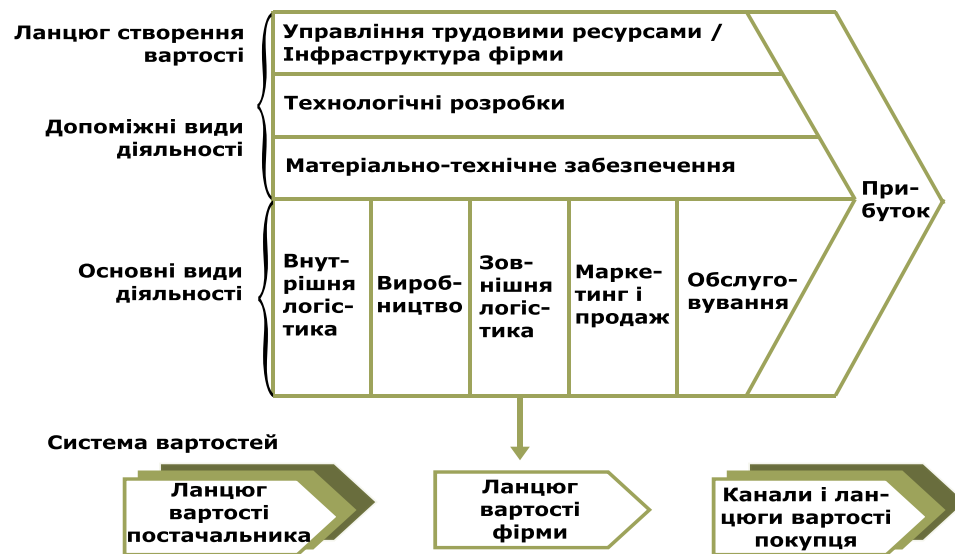 Ланцюг створення
вартості
Управління трудовими ресурсами /
Інфраструктура фірми
Технологічні розробки
Допоміжні види
діяльності
Матеріально-технічне забезпечення
При-
буток
Основні види
діяльності
Внут-
рішня
логіс-
тика
Вироб-
ництво
Зов-
нішня
логіс-
тика
Марке-
тинг і
продаж
Обслуго-
вування
Система вартостей
Ланцюг
вартості
постачальника
Ланцюг
вартості
фірми
Канали і лан-
цюги вартості
покупця